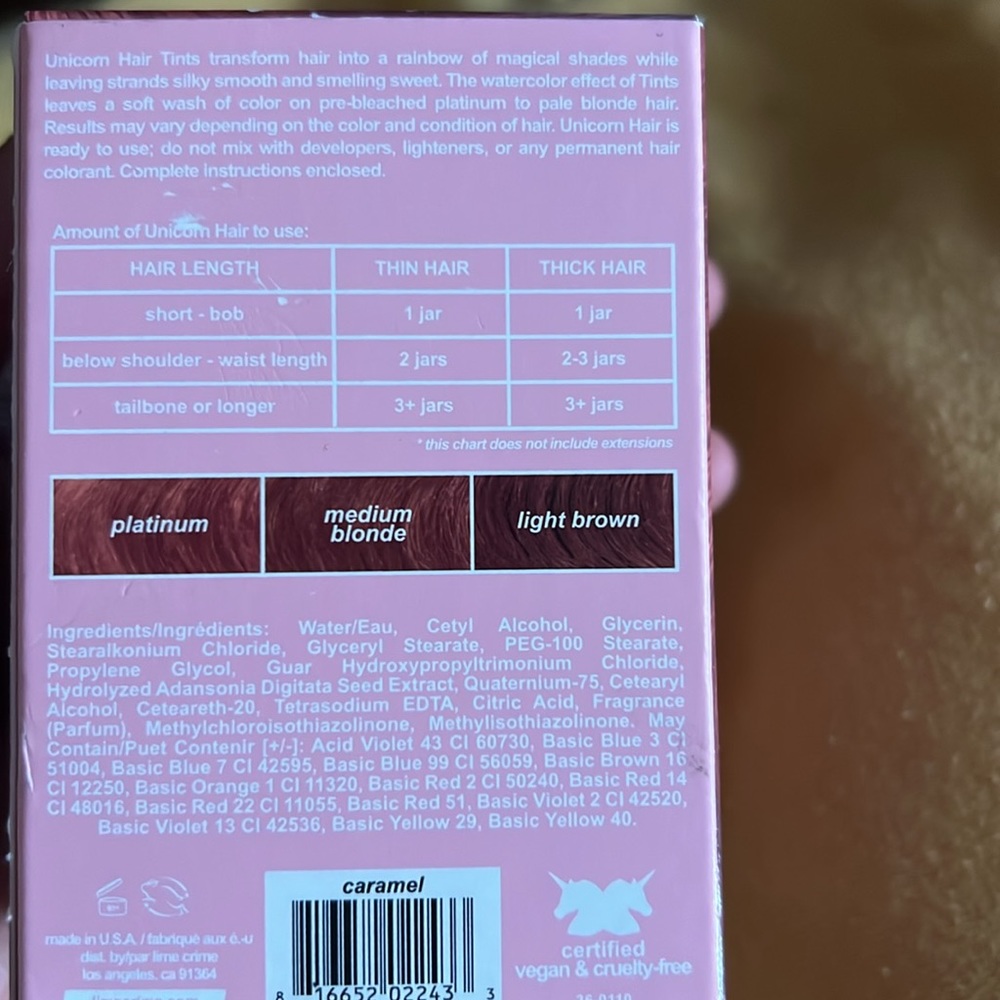 Unicorn Hair Tints transform hair into a rainbow of magical shades while
leaving strands silky smooth and smelling sweet. The watercolor effect of Tints
leaves a soft wash of color on pre-bleached platinum to pale blonde hair.
Results may vary depending on the color and condition of hair. Unicorn Hair is
ready to use; do not mix with developers, lighteners, or any permanent hair
colorant. Complete instructions enclosed.
Amount of Unicorn Hair to use:
HAIR LENGTH THIN HAIR THICK HAIR
short - bob 1 jar 1 jar
below shoulder - waist length 2 jars 2-3 jars
tailbone or longer 3+ jars 3+ jars
* this chart does not include extensions
platinum medium blonde light brown
Ingredients/Ingrédients: Water/Eau, Cetyl Alcohol, Glycerin,
Stearalkonium Chloride, Glyceryl Stearate, PEG-100 Stearate,
Propylene Glycol, Guar Hydroxypropyltrimonium Chloride,
Hydrolyzed Adansonia Digitata Seed Extract, Quaternium-75, Cetearyl
Alcohol, Ceteareth-20, Tetrasodium EDTA, Citric Acid, Fragrance
(Parfum), Methylchloroisothiazolinone, Methylisothiazolinone. May
Contain/Puet Contenir [+/-]: Acid Violet 43 CI 60730, Basic Blue 3 CI
51004, Basic Blue 7 CI 42595, Basic Blue 99 CI 56059, Basic Brown 16
CI 12250, Basic Orange 1 CI 11320, Basic Red 2 CI 50240, Basic Red 14
CI 48016, Basic Red 22 CI 11055, Basic Red 51, Basic Violet 2 CI 42520,
Basic Violet 13 CI 42536, Basic Yellow 29, Basic Yellow 40.
caramel
8 16652 02243 3
made in U.S.A. / fabriqué aux é.-u
dist. by/par lime crime
los angeles, ca 91364
certified
vegan & cruelty-free